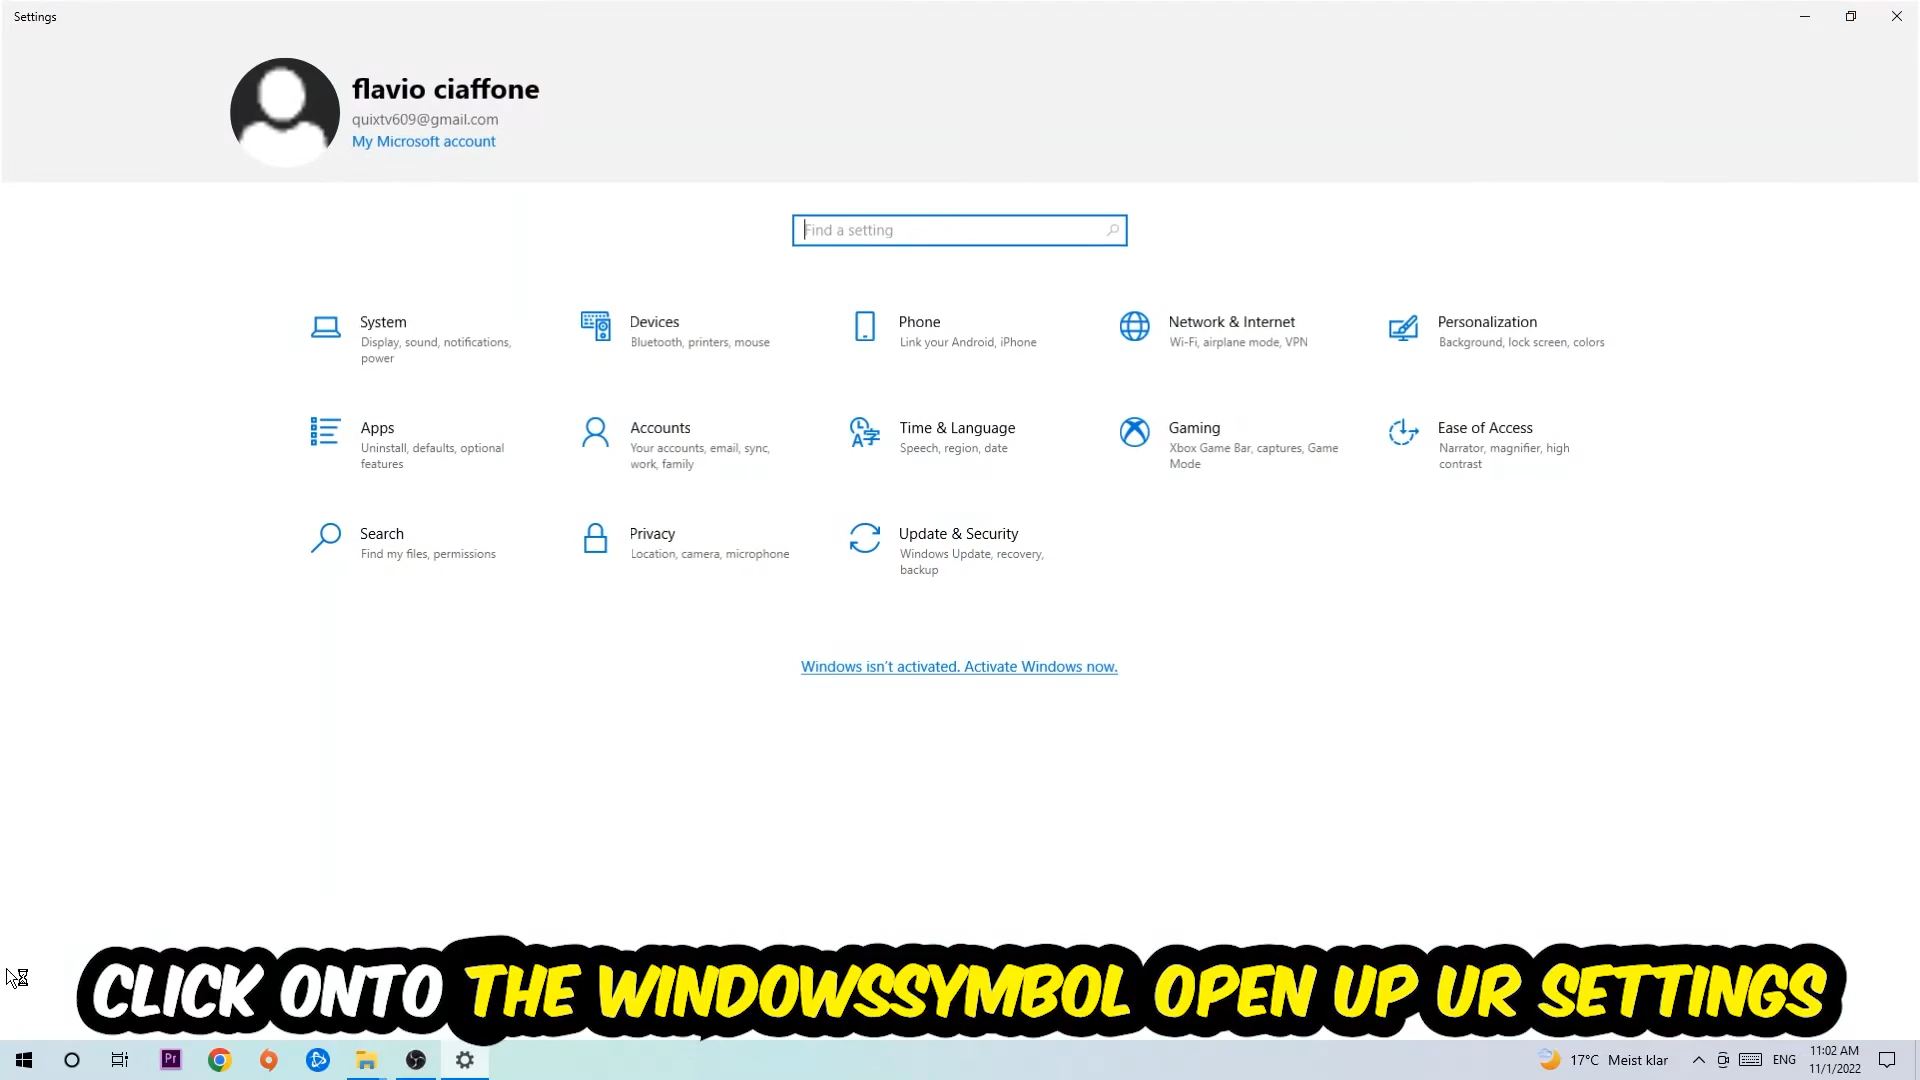 Settings
flavio ciaffone
quixtv609@gmail.com
My Microsoft account
Find a setting
System
Display, sound, notifications,
power
Devices
Bluetooth, printers, mouse
Phone
Link your Android, iPhone
Network & Internet
Wi-Fi, airplane mode, VPN
Personalization
Background, lock screen, colors
Apps
Uninstall, defaults, optional
features
Accounts
Your accounts, email, sync,
work, family
Time & Language
Speech, region, date
Gaming
Xbox Game Bar, captures, Game
Mode
Ease of Access
Narrator, magnifier, high
contrast
Search
Find my files, permissions
Privacy
Location, camera, microphone
Update & Security
Windows Update, recovery,
backup
Windows isn't activated. Activate Windows now.
CLICK ONTO THE WINDOWSSYMBOL OPEN UP UR SETTINGS
Pr
17°C Meist klar
ENG
11:02 AM
11/1/2022